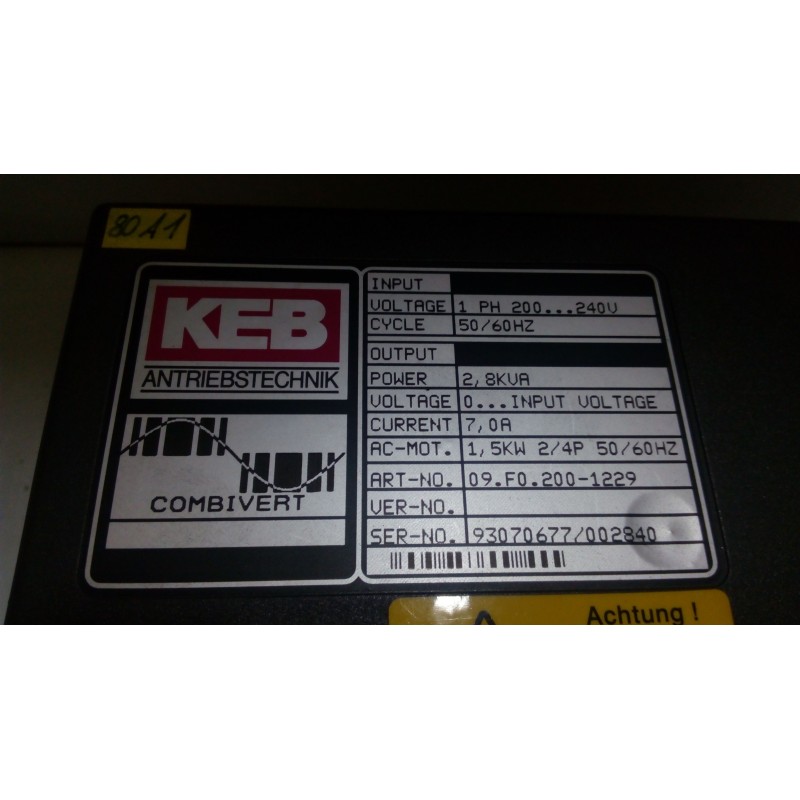 80A1
KEB
ANTRIEBSTECHNIK
COMBIVERT
INPUT
VOLTAGE 1 PH 200...240V
CYCLE 50/60HZ
OUTPUT
POWER 2,8KVA
VOLTAGE 0...INPUT VOLTAGE
CURRENT 7,0A
AC-MOT. 1,5KW 2/4P 50/60HZ
ART-NO. 09.F0.200-1229
VER-NO.
SER-NO. 93070677/002840
Achtung !